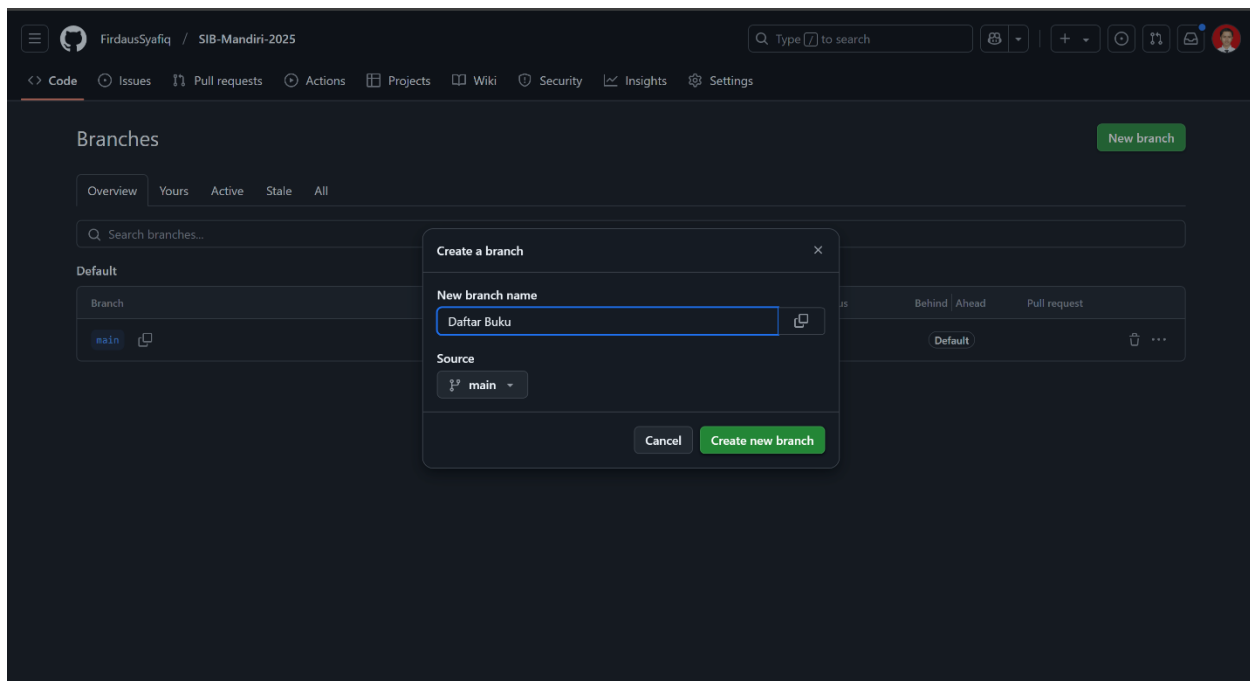 FirdausSyafiq / SIB-Mandiri-2025
Type / to search
Code Issues Pull requests Actions Projects Wiki Security Insights Settings
Branches
New branch
Overview Yours Active Stale All
Search branches...
Default
Branch us Behind Ahead Pull request
main Default
Create a branch
New branch name
Daftar Buku
Source
main
Cancel Create new branch